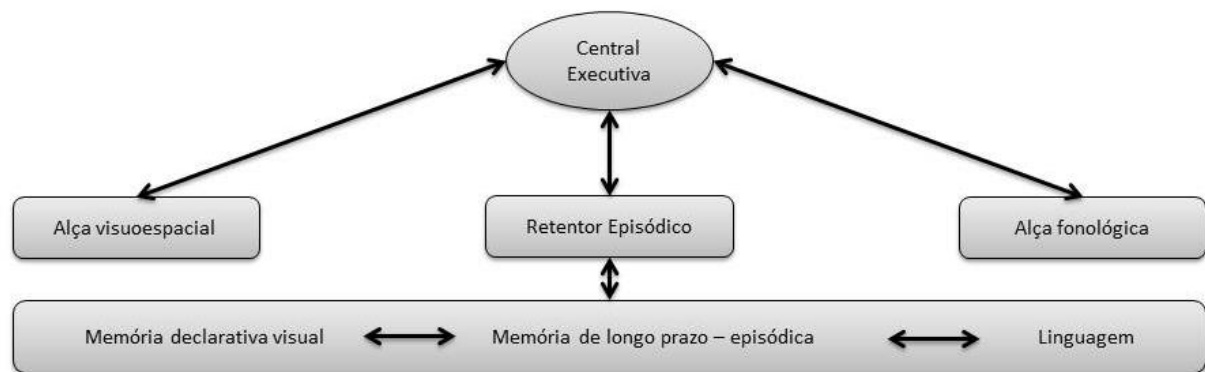 Central
Executiva
Alça visuoespacial
Retentor Episódico
Alça fonológica
Memória declarativa visual
Memória de longo prazo – episódica
Linguagem